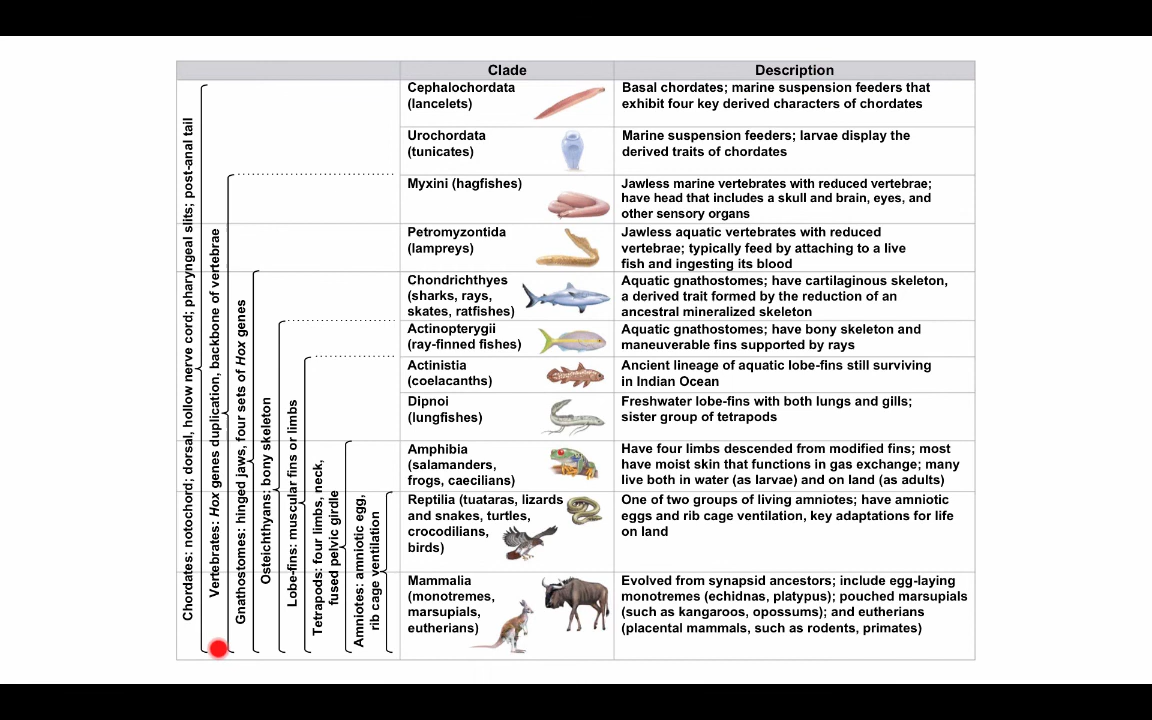 Clade
Description
Chordates: notochord; dorsal, hollow nerve cord; pharyngeal slits; post-anal tail
Vertebrates: Hox genes duplication, backbone of vertebrae
Gnathostomes: hinged jaws, four sets of Hox genes
Osteichthyans: bony skeleton
Lobe-fins: muscular fins or limbs
Tetrapods: four limbs, neck,
fused pelvic girdle
Amniotes: amniotic egg,
rib cage ventilation
Cephalochordata
(lancelets)
Basal chordates; marine suspension feeders that
exhibit four key derived characters of chordates
Urochordata
(tunicates)
Marine suspension feeders; larvae display the
derived traits of chordates
Myxini (hagfishes)
Jawless marine vertebrates with reduced vertebrae;
have head that includes a skull and brain, eyes, and
other sensory organs
Petromyzontida
(lampreys)
Jawless aquatic vertebrates with reduced
vertebrae; typically feed by attaching to a live
fish and ingesting its blood
Chondrichthyes
(sharks, rays,
skates, ratfishes)
Aquatic gnathostomes; have cartilaginous skeleton,
a derived trait formed by the reduction of an
ancestral mineralized skeleton
Actinopterygii
(ray-finned fishes)
Aquatic gnathostomes; have bony skeleton and
maneuverable fins supported by rays
Actinistia
(coelacanths)
Ancient lineage of aquatic lobe-fins still surviving
in Indian Ocean
Dipnoi
(lungfishes)
Freshwater lobe-fins with both lungs and gills;
sister group of tetrapods
Amphibia
(salamanders,
frogs, caecilians)
Have four limbs descended from modified fins; most
have moist skin that functions in gas exchange; many
live both in water (as larvae) and on land (as adults)
Reptilia (tuataras, lizards
and snakes, turtles,
crocodilians,
birds)
One of two groups of living amniotes; have amniotic
eggs and rib cage ventilation, key adaptations for life
on land
Mammalia
(monotremes,
marsupials,
eutherians)
Evolved from synapsid ancestors; include egg-laying
monotremes (echidnas, platypus); pouched marsupials
(such as kangaroos, opossums); and eutherians
(placental mammals, such as rodents, primates)